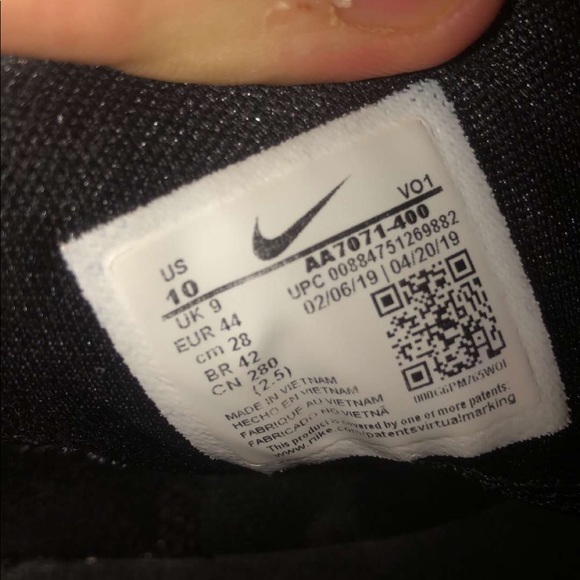 US
10
UK 9
EUR 44
cm 28
BR 42
CN 280
(2.5)
VO1
AA7071-400
UPC 00884751269882
02/06/19 | 04/20/19
MADE IN VIETNAM
HECHO EN VIETNAM
FABRIQUE AU VIETNAM
FABRICADO NO VIETNÃ
This product is covered by one or more patents:
www.nike.com/patentsvirtualmarking